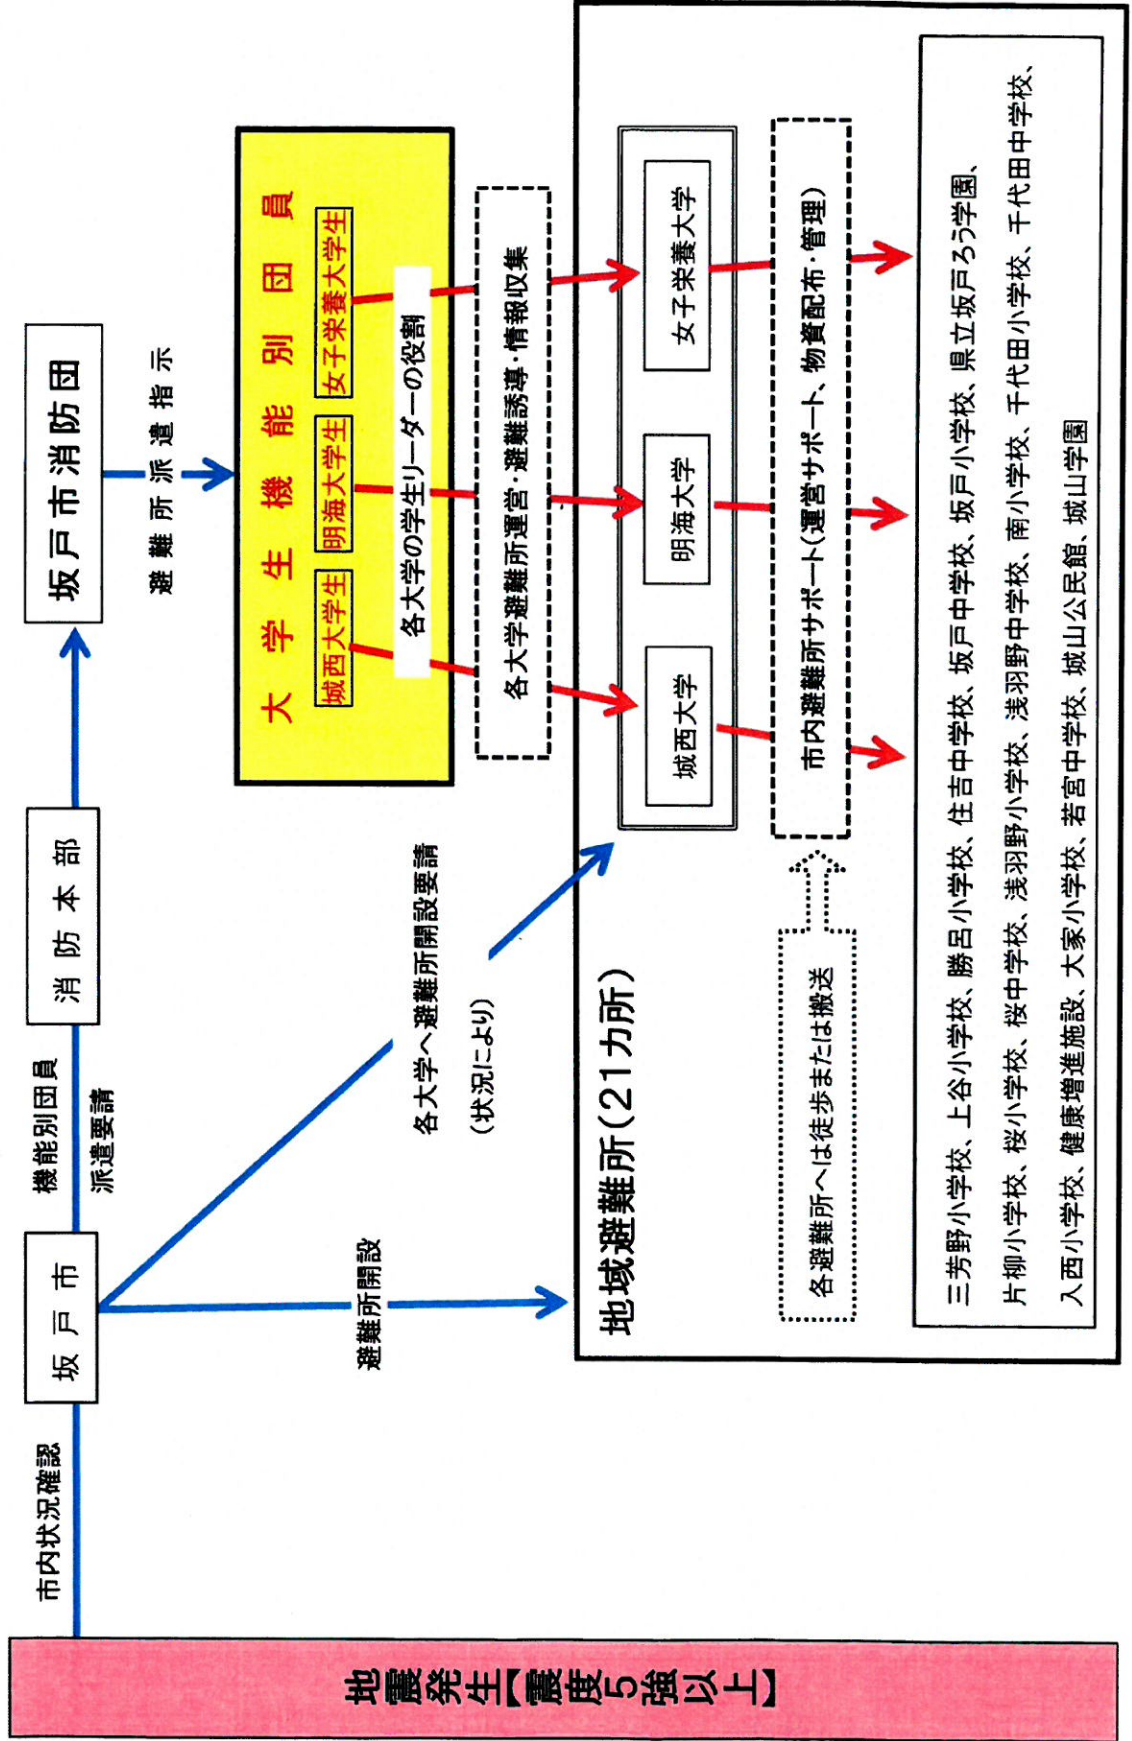 地震発生【震度５強以上】
市内状況確認
坂戸市
機能別団員
派遣要請
消防本部
坂戸市消防団
避難所派遣指示
大学生機能別団員
城西大学生
明海大学生
女子栄養大学生
各大学の学生リーダーの役割
各大学避難所運営・避難誘導・情報収集
避難所開設
各大学へ避難所開設要請
（状況により）
地域避難所（２１カ所）
城西大学
明海大学
女子栄養大学
各避難所へは徒歩または搬送
市内避難所サポート（運営サポート、物資配布・管理）
三芳野小学校、上谷小学校、勝呂小学校、住吉中学校、坂戸中学校、坂戸小学校、県立坂戸ろう学園、
片柳小学校、桜小学校、桜中学校、浅羽野小学校、浅羽野中学校、南小学校、千代田小学校、千代田中学校、
入西小学校、健康増進施設、大家小学校、若宮中学校、城山公民館、城山学園